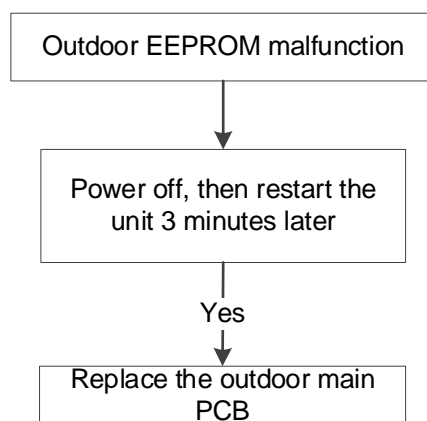 Outdoor EEPROM malfunction
Power off, then restart the
unit 3 minutes later
Yes
Replace the outdoor main
PCB